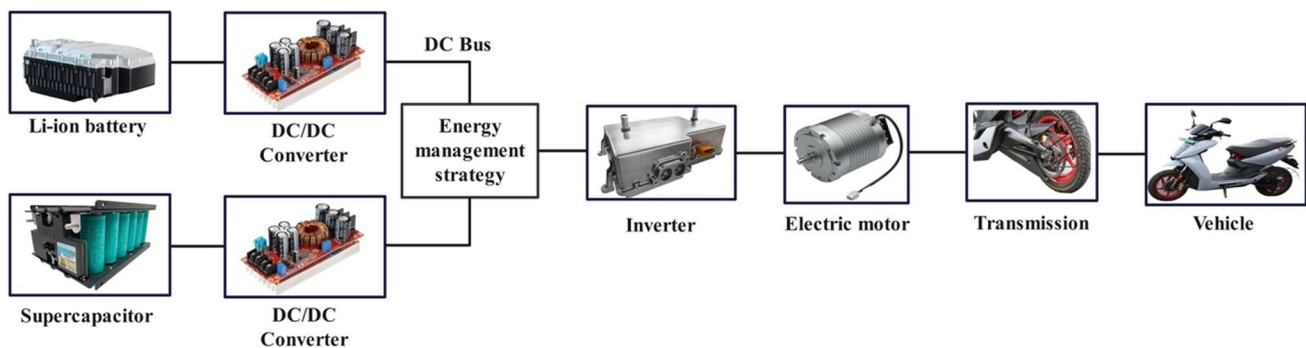 DC Bus
Li-ion battery
DC/DC
Converter
Energy
management
strategy
Inverter
Electric motor
Transmission
Vehicle
Supercapacitor
DC/DC
Converter